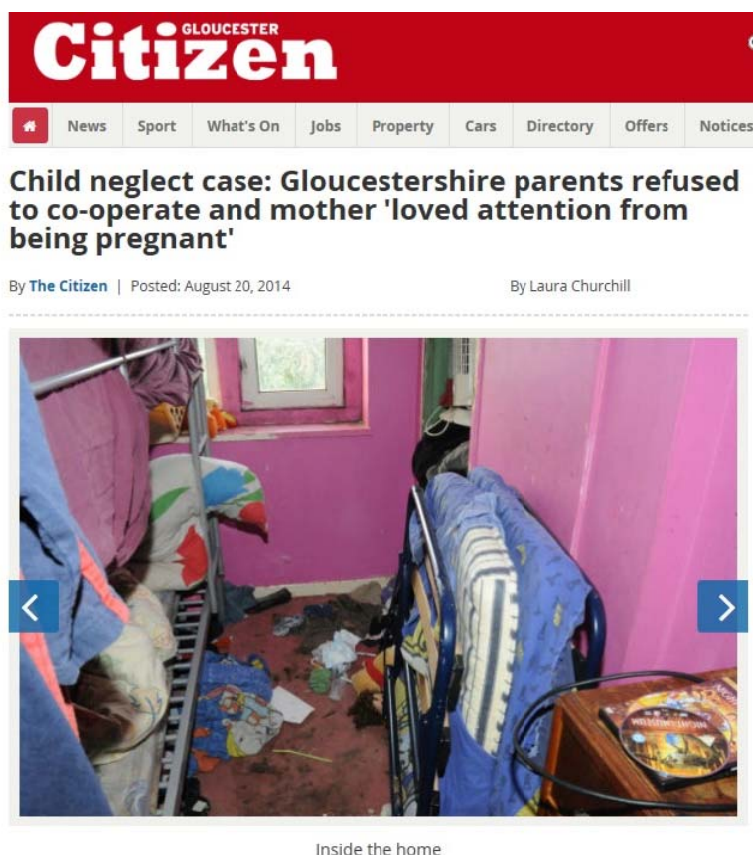 GLOUCESTER
Citizen
News Sport What's On Jobs Property Cars Directory Offers Notices
Child neglect case: Gloucestershire parents refused
to co-operate and mother 'loved attention from
being pregnant'
By The Citizen | Posted: August 20, 2014 By Laura Churchill
Inside the home